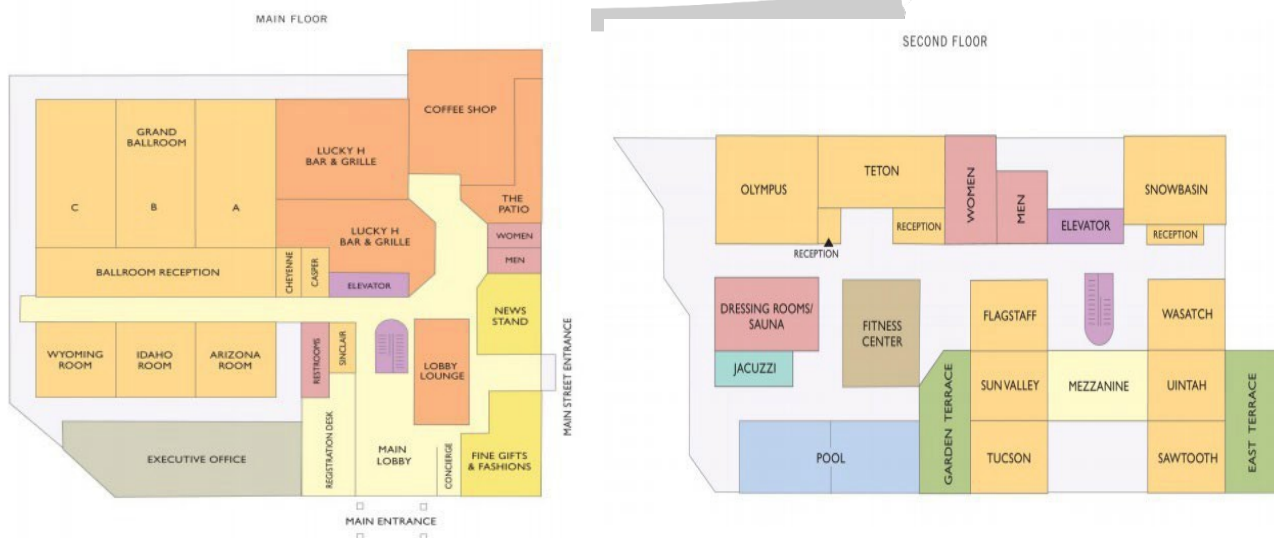 MAIN FLOOR
COFFEE SHOP
GRAND
BALLROOM
LUCKY H
BAR & GRILLE
C
B
A
THE
PATIO
LUCKY H
BAR & GRILLE
WOMEN
MEN
BALLROOM RECEPTION
CHEYENNE
CASPER
ELEVATOR
NEWS
STAND
WYOMING
ROOM
IDAHO
ROOM
ARIZONA
ROOM
RESTROOMS
SINCLAIR
LOBBY
LOUNGE
MAIN STREET ENTRANCE
EXECUTIVE OFFICE
REGISTRATION DESK
MAIN
LOBBY
CONCIERGE
FINE GIFTS
& FASHIONS
MAIN ENTRANCE
SECOND FLOOR
OLYMPUS
TETON
WOMEN
MEN
SNOWBASIN
RECEPTION
ELEVATOR
RECEPTION
RECEPTION
DRESSING ROOMS/
SAUNA
FITNESS
CENTER
FLAGSTAFF
WASATCH
JACUZZI
GARDEN TERRACE
SUN VALLEY
MEZZANINE
UINTAH
EAST TERRACE
POOL
TUCSON
SAWTOOTH